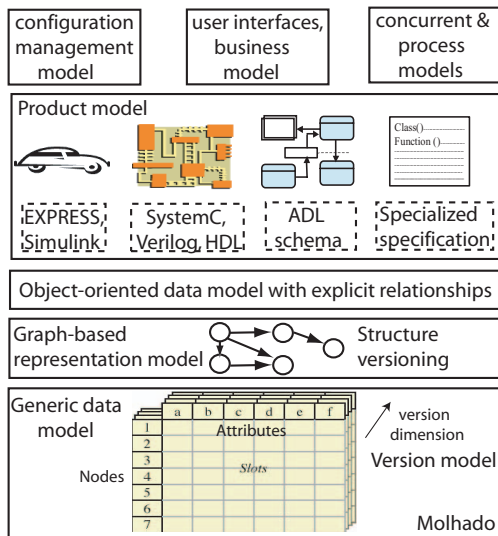 configuration
management
model
user interfaces,
business
model
concurrent &
process
models
Product model
Class()
Function ()
EXPRESS,
Simulink
SystemC,
Verilog, HDL
ADL
schema
Specialized
specification
Object-oriented data model with explicit relationships
Graph-based
representation model
Structure
versioning
Generic data
model
a b c d e f
1
2
3
4
5
6
7
Attributes
Slots
Nodes
version
dimension
Version model
Molhado